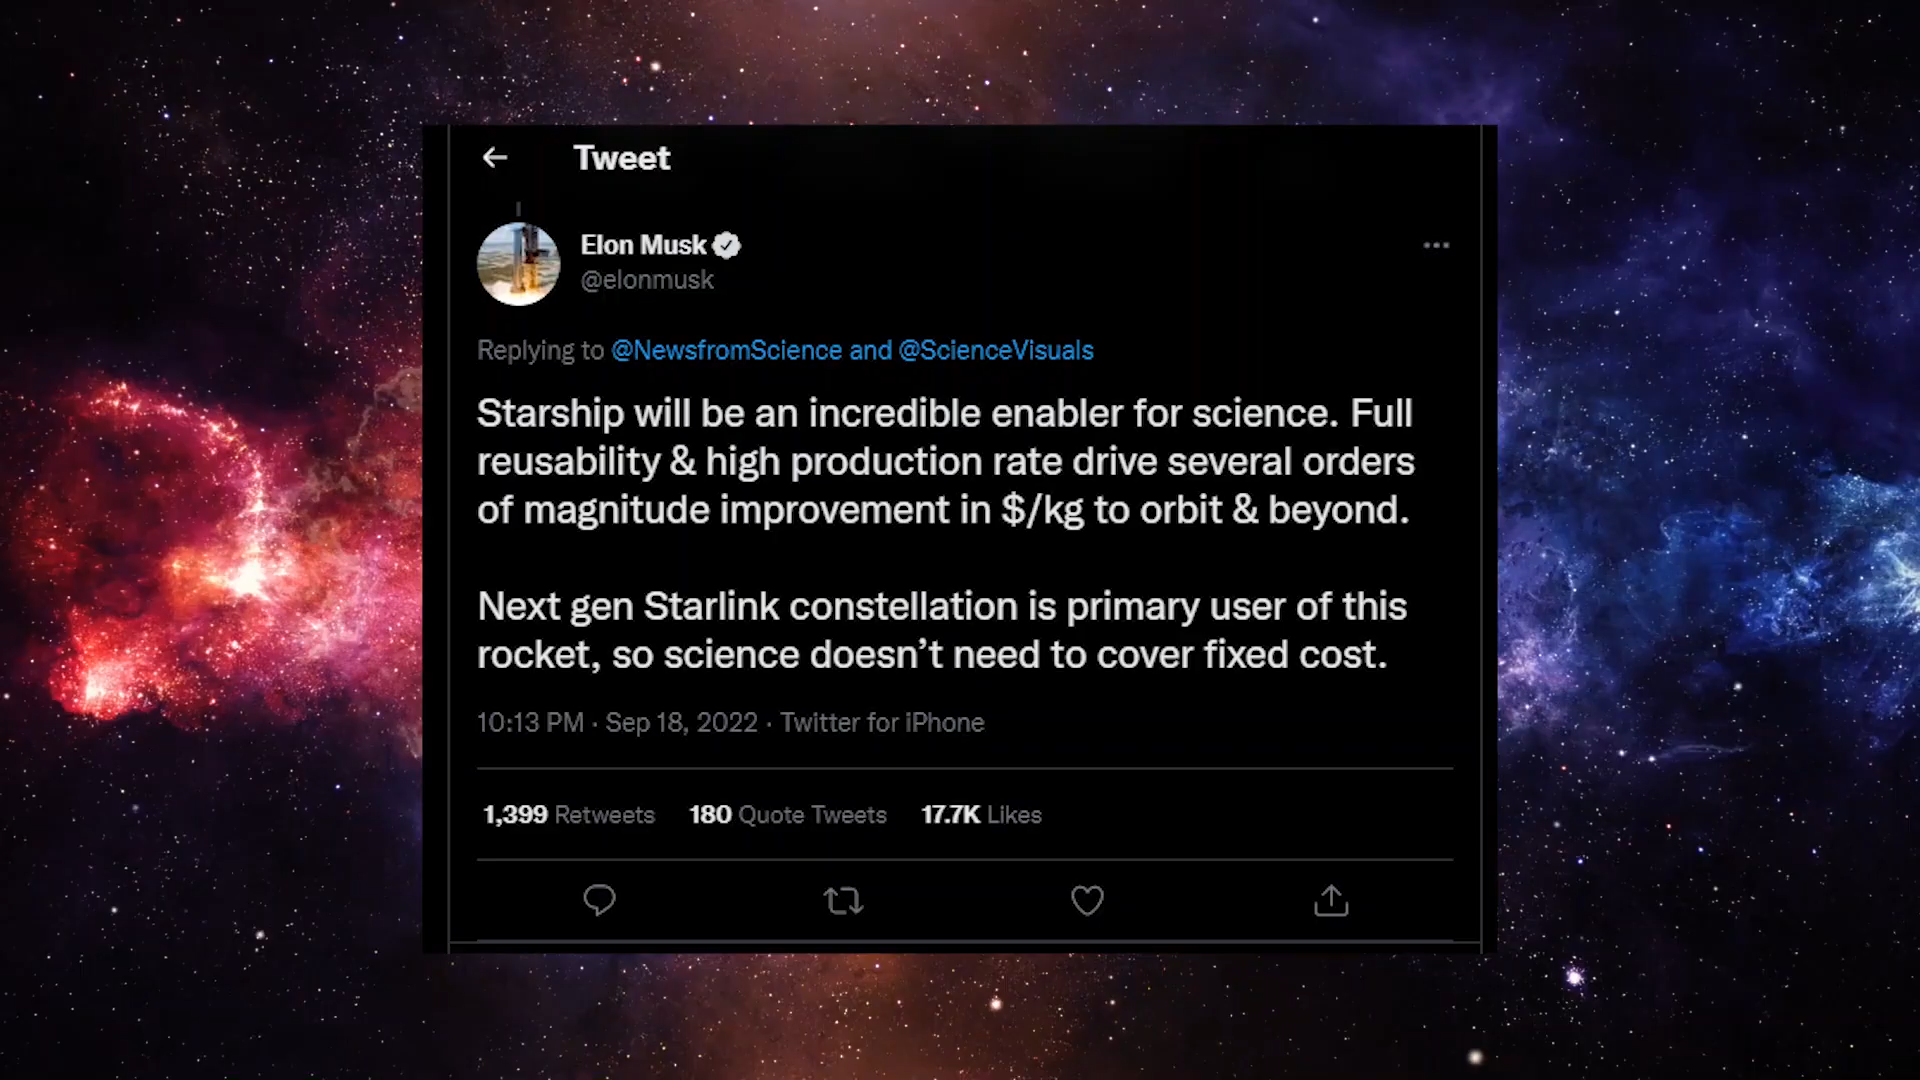 Tweet
Elon Musk
@elonmusk
Replying to @NewsfromScience and @ScienceVisuals
Starship will be an incredible enabler for science. Full
reusability & high production rate drive several orders
of magnitude improvement in $/kg to orbit & beyond.
Next gen Starlink constellation is primary user of this
rocket, so science doesn’t need to cover fixed cost.
10:13 PM · Sep 18, 2022 · Twitter for iPhone
1,399 Retweets 180 Quote Tweets 17.7K Likes